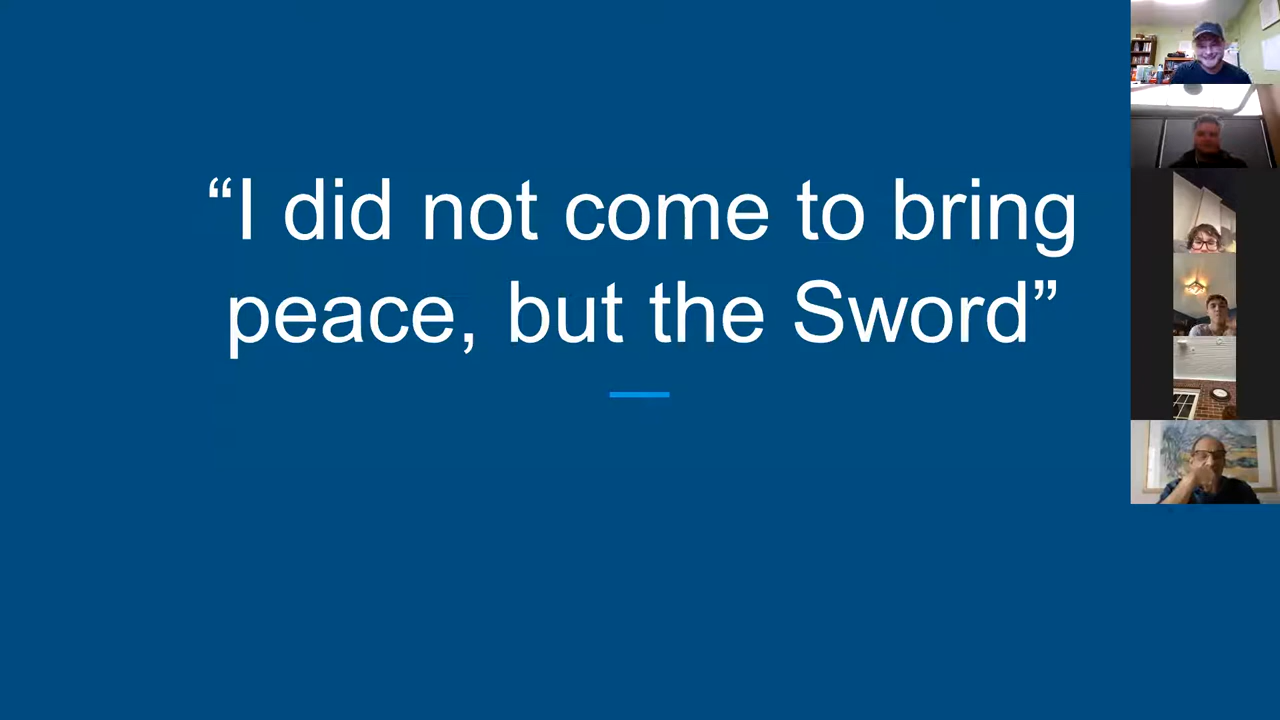 “I did not come to bring
peace, but the Sword”